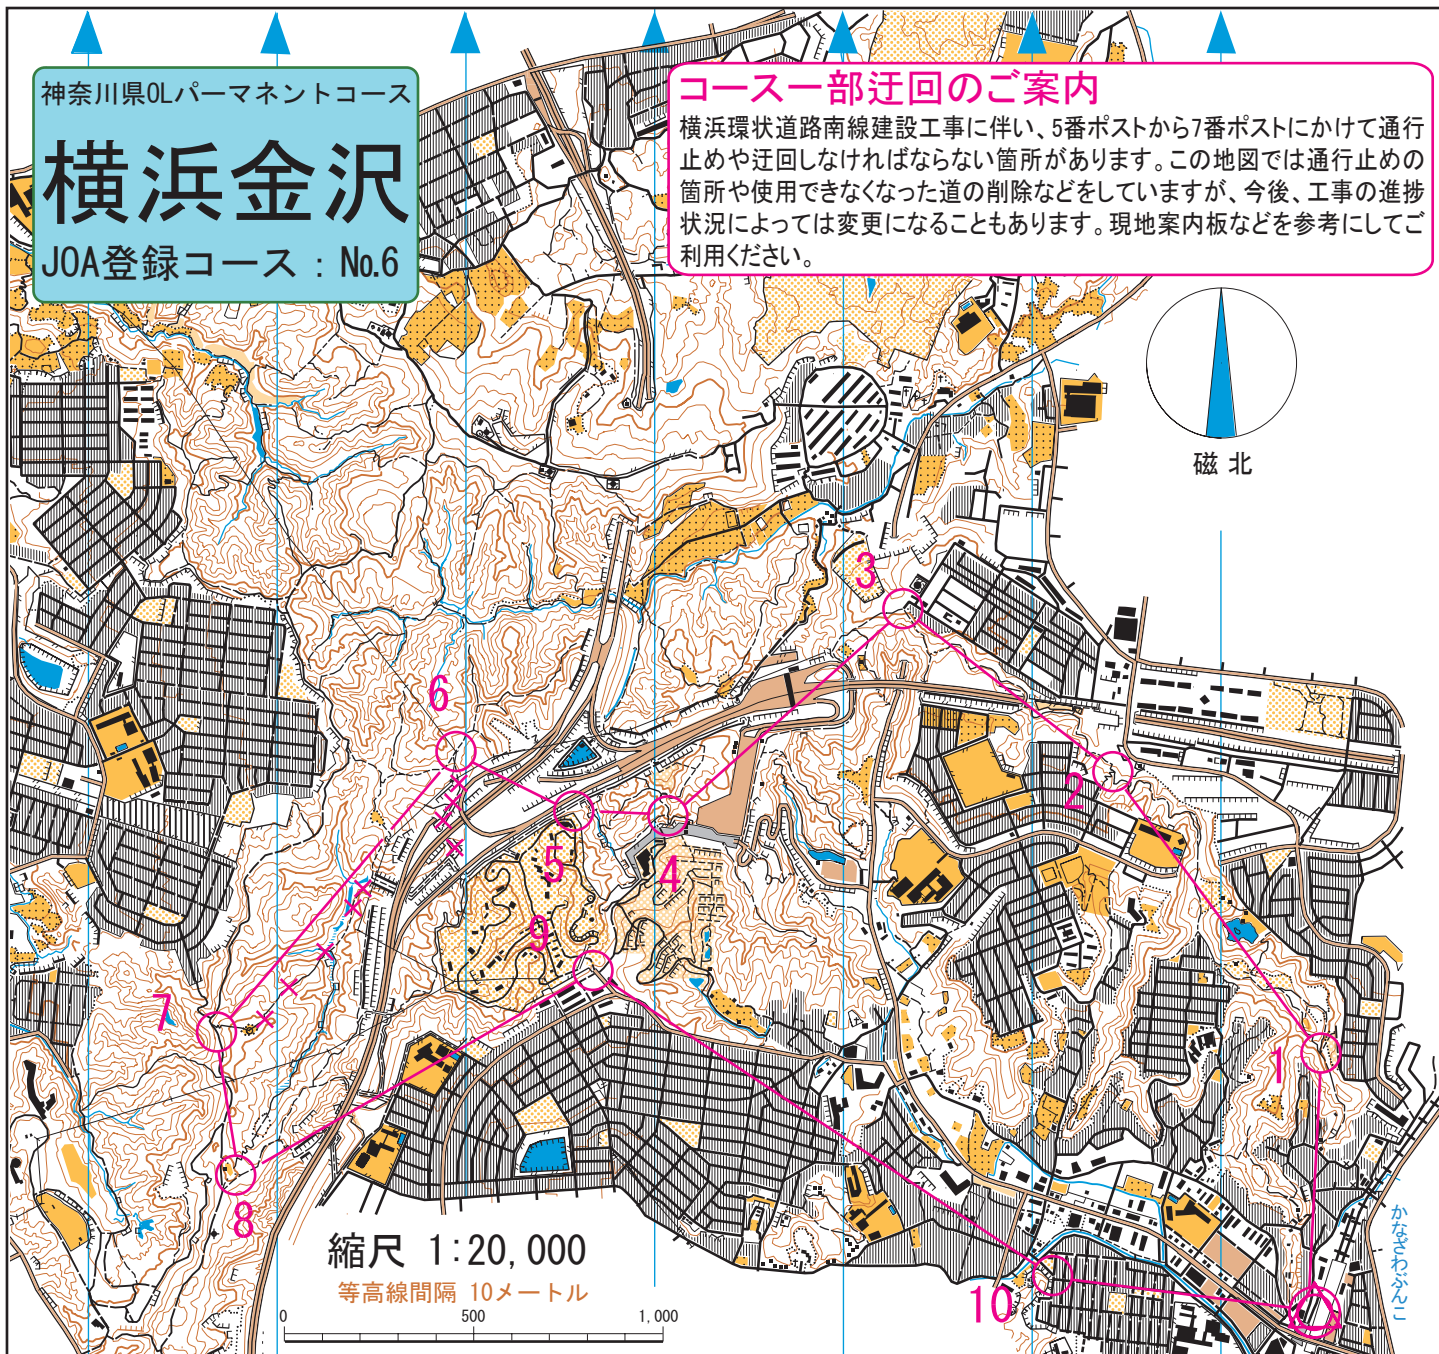 神奈川県OLパーマネントコース
横浜金沢
JOA登録コース：No.6
コース一部迂回のご案内
横浜環状道路南線建設工事に伴い、5番ポストから7番ポストにかけて通行
止めや迂回しなければならない箇所があります。この地図では通行止めの
箇所や使用できなくなった道の削除などをしていますが、今後、工事の進捗
状況によっては変更になることもあります。現地案内板などを参考にしてご
利用ください。
磁北
3
6
2
5
4
9
7
1
8
10
かなざわぶんこ
縮尺 1:20,000
等高線間隔 10メートル
0 500 1,000